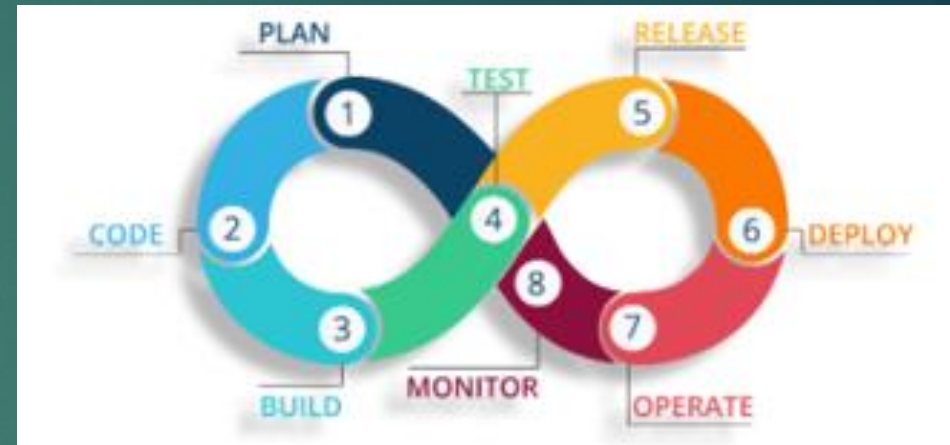 PLAN
1
CODE
2
BUILD
3
TEST
4
RELEASE
5
DEPLOY
6
OPERATE
7
MONITOR
8